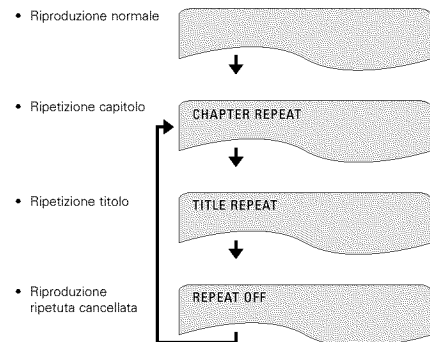 • Riproduzione normale
• Ripetizione capitolo
CHAPTER REPEAT
• Ripetizione titolo
TITLE REPEAT
• Riproduzione
ripetuta cancellata
REPEAT OFF